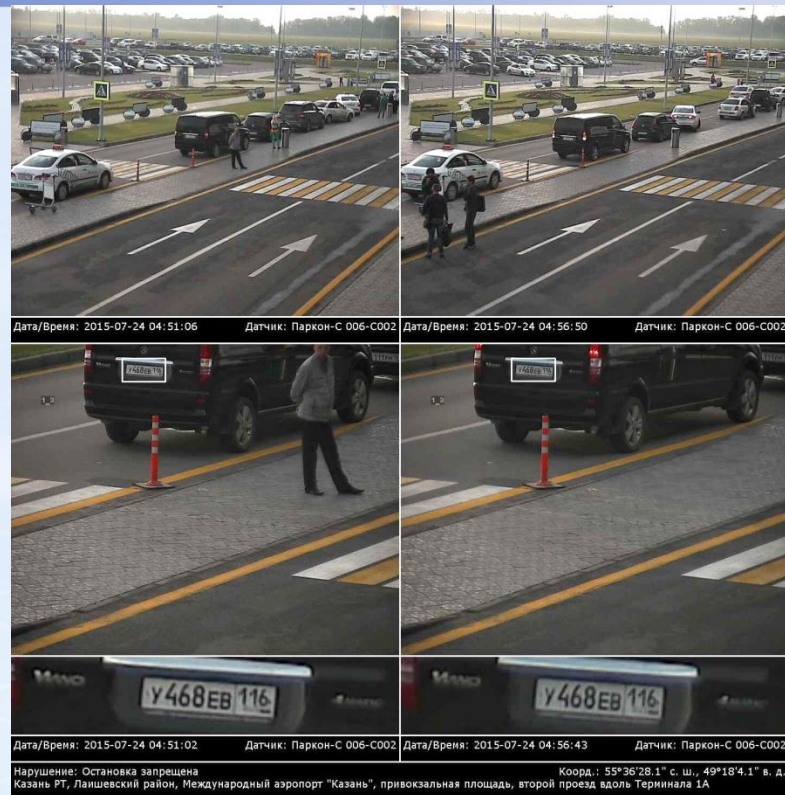 Дата/Время: 2015-07-24 04:51:06 Датчик: Паркон-С 006-С002
Дата/Время: 2015-07-24 04:56:50 Датчик: Паркон-С 006-С002
У468ЕВ 116
У468ЕВ 116
VIANO У468ЕВ 116 4MATIC
VIANO У468ЕВ 116 4MATIC
Дата/Время: 2015-07-24 04:51:02 Датчик: Паркон-С 006-С002
Дата/Время: 2015-07-24 04:56:43 Датчик: Паркон-С 006-С002
Нарушение: Остановка запрещена Коорд.: 55°36'28.1" с. ш., 49°18'4.1" в. д.
Казань РТ, Лаишевский район, Международный аэропорт "Казань", привокзальная площадь, второй проезд вдоль Терминала 1А